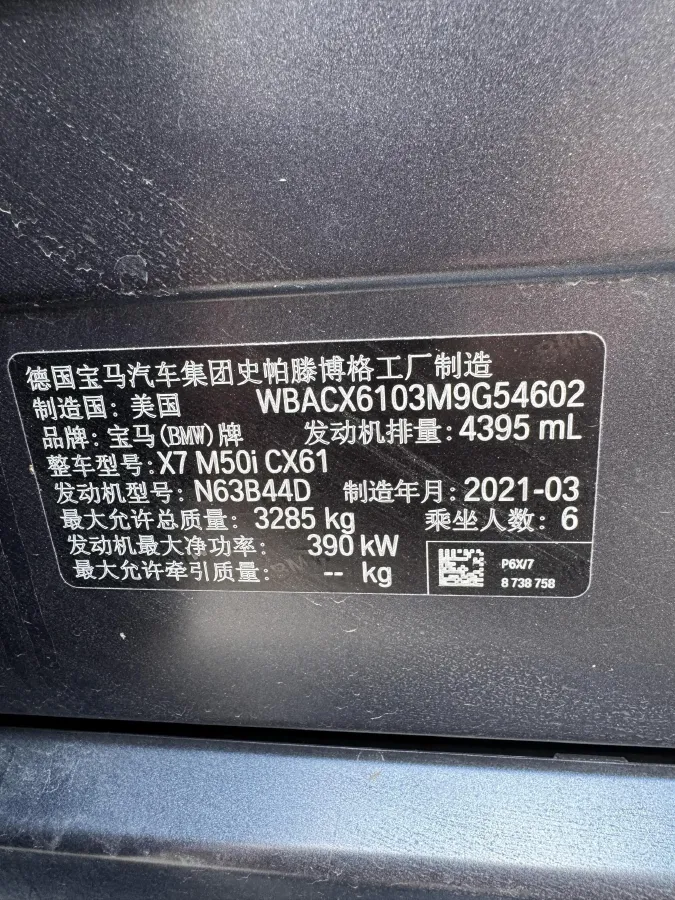 德国宝马汽车集团史帕滕博格工厂制造
制造国：美国 WBACX6103M9G54602
品牌：宝马(BMW)牌 发动机排量：4395 mL
整车型号：X7 M50i CX61
发动机型号：N63B44D 制造年月：2021-03
最大允许总质量：3285 kg 乘坐人数：6
发动机最大净功率：390 kW
最大允许牵引质量：-- kg
P6X/7
8 738 758